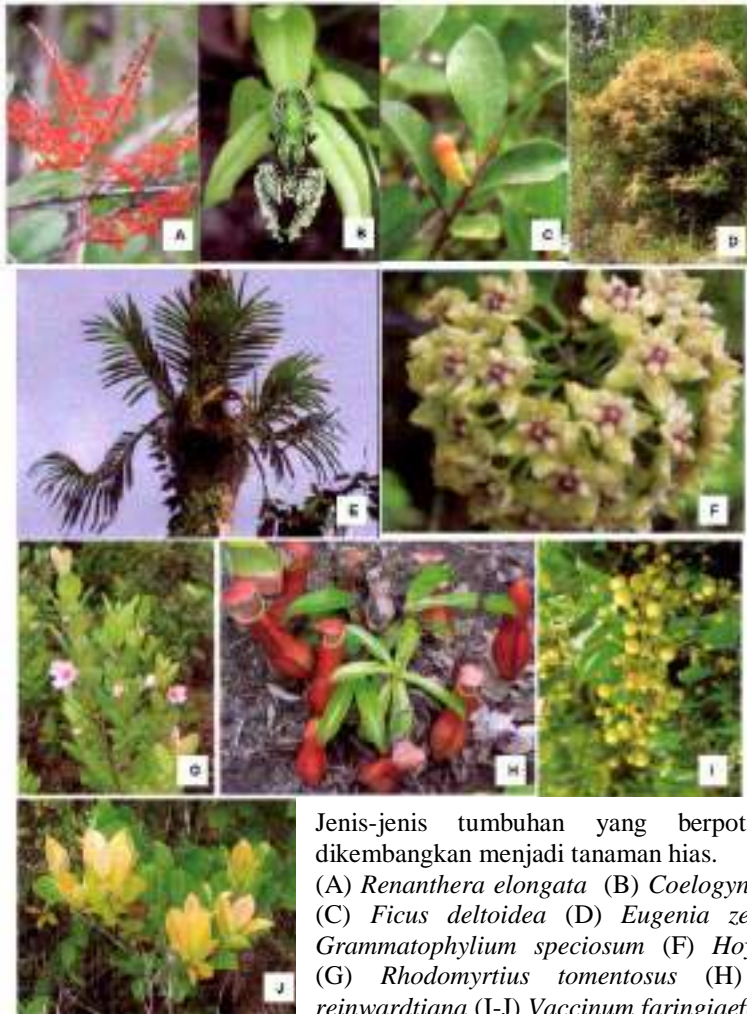 A
B
C
D
E
F
G
H
I
J
Jenis-jenis tumbuhan yang berpot
dikembangkan menjadi tanaman hias.
(A) Renanthera elongata (B) Coelogyn
(C) Ficus deltoidea (D) Eugenia ze
Grammatophylium speciosum (F) Hoy
(G) Rhodomyrtius tomentosus (H)
reinwardtiana (I-J) Vaccinum